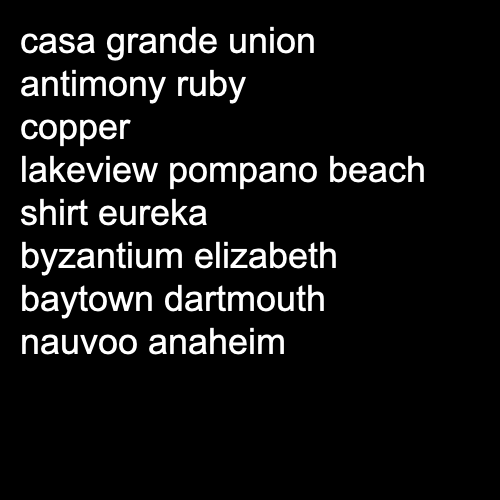 casa grande union
antimony ruby
copper
lakeview pompano beach
shirt eureka
byzantium elizabeth
baytown dartmouth
nauvoo anaheim